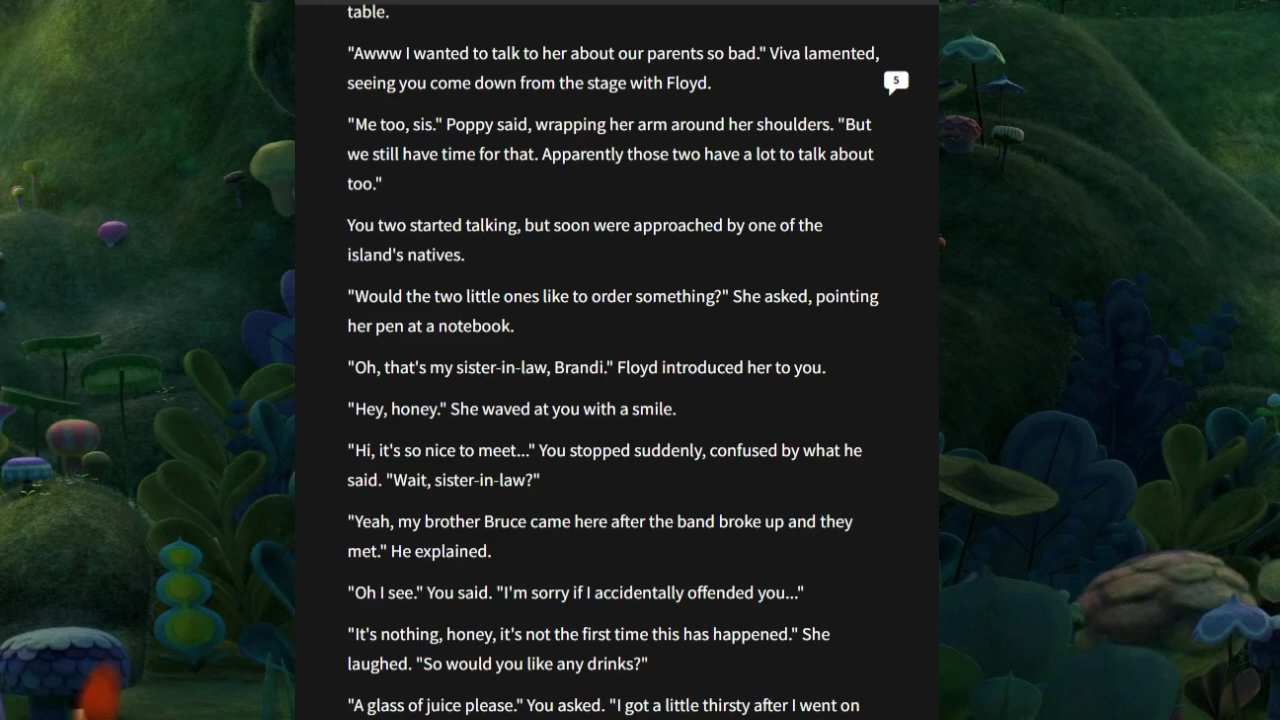 table.
"Awww I wanted to talk to her about our parents so bad." Viva lamented,
seeing you come down from the stage with Floyd.
5
"Me too, sis." Poppy said, wrapping her arm around her shoulders. "But
we still have time for that. Apparently those two have a lot to talk about
too."
You two started talking, but soon were approached by one of the
island's natives.
"Would the two little ones like to order something?" She asked, pointing
her pen at a notebook.
"Oh, that's my sister-in-law, Brandi." Floyd introduced her to you.
"Hey, honey." She waved at you with a smile.
"Hi, it's so nice to meet..." You stopped suddenly, confused by what he
said. "Wait, sister-in-law?"
"Yeah, my brother Bruce came here after the band broke up and they
met." He explained.
"Oh I see." You said. "I'm sorry if I accidentally offended you..."
"It's nothing, honey, it's not the first time this has happened." She
laughed. "So would you like any drinks?"
"A glass of juice please." You asked. "I got a little thirsty after I went on